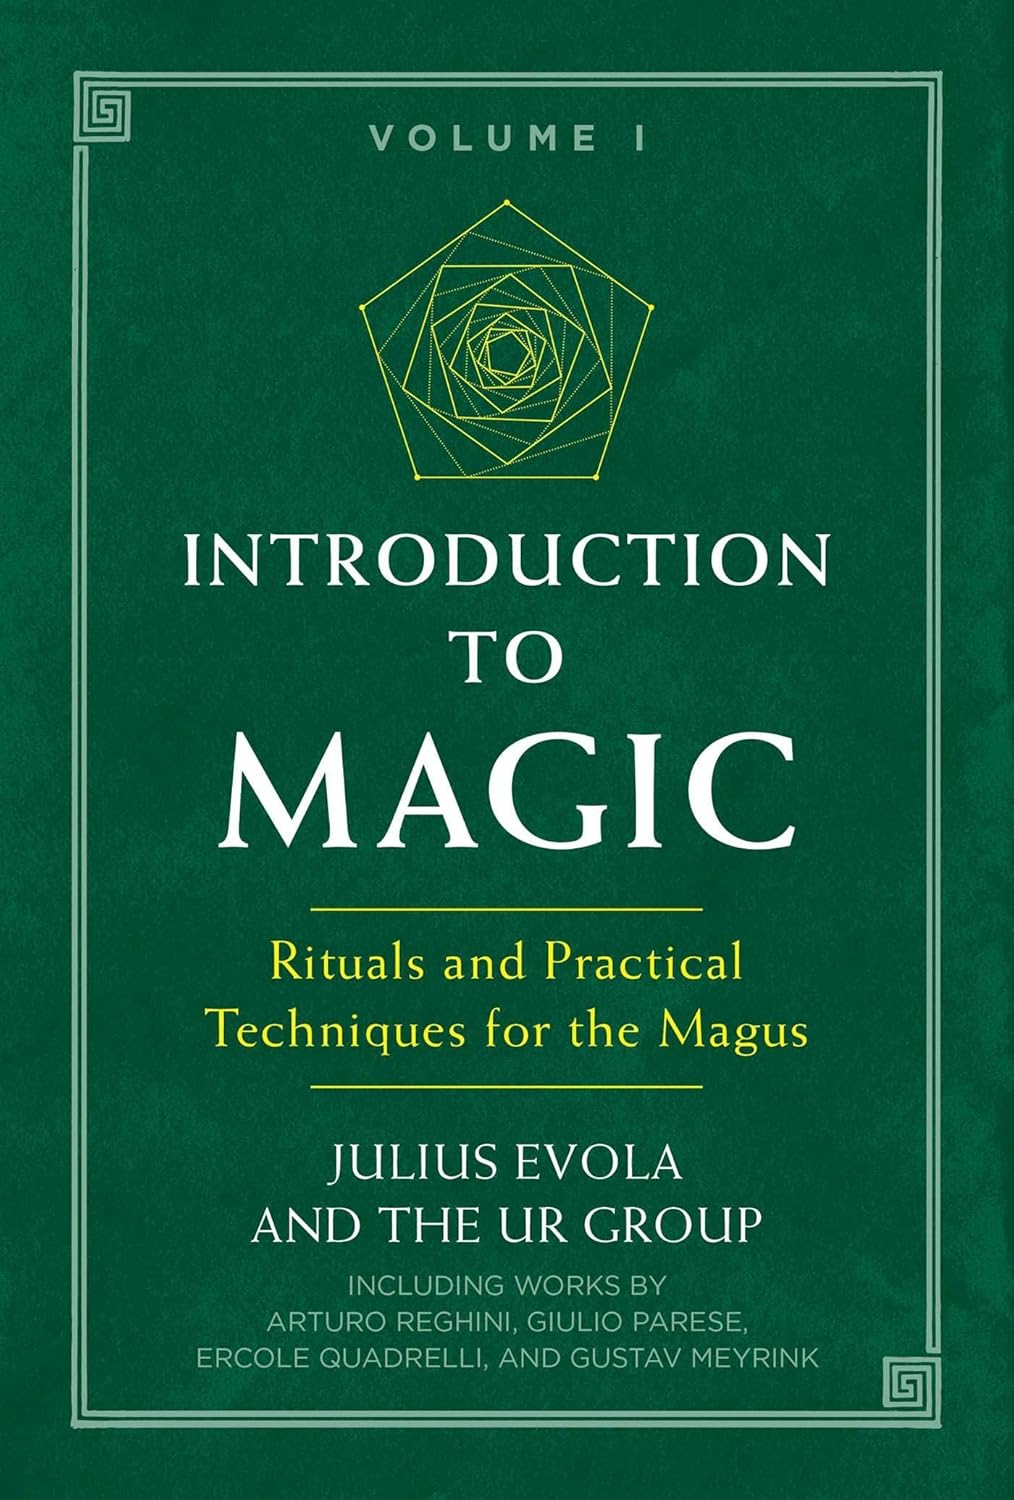 VOLUME I
INTRODUCTION
TO
MAGIC
Rituals and Practical
Techniques for the Magus
JULIUS EVOLA
AND THE UR GROUP
INCLUDING WORKS BY
ARTURO REGHINI, GIULIO PARESE,
ERCOLE QUADRELLI, AND GUSTAV MEYRINK